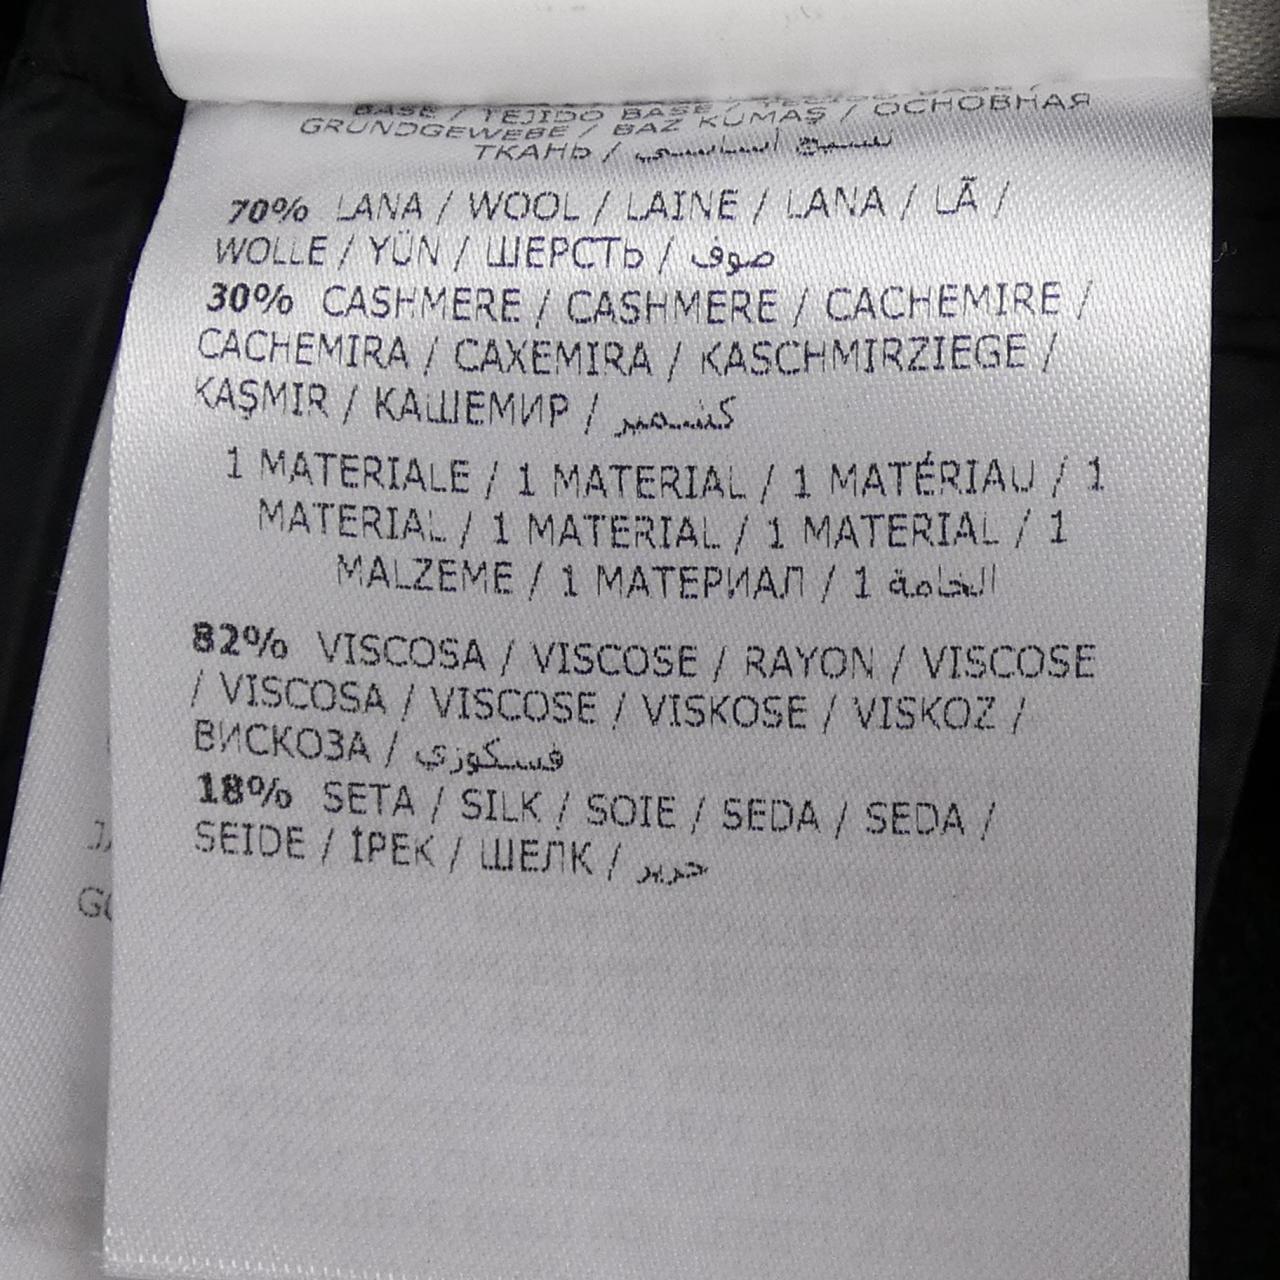 BASE / TEJIDO BASE / TECIDO BASE /
GRUNDGEWEBE / BAZ KUMAŞ / ОСНОВНАЯ
ТКАНЬ / نسيج أساسي
70% LANA / WOOL / LAINE / LANA / LÃ /
WOLLE / YÜN / ШЕРСТЬ / صوف
30% CASHMERE / CASHMERE / CACHEMIRE /
CACHEMIRA / CAXEMIRA / KASCHMIRZIEGE /
KAŞMIR / КАШЕМИР / كشمير
1 MATERIALE / 1 MATERIAL / 1 MATÉRIAU / 1
MATERIAL / 1 MATERIAL / 1 MATERIAL / 1
MALZEME / 1 МАТЕРИАЛ / 1 الخامة
82% VISCOSA / VISCOSE / RAYON / VISCOSE
/ VISCOSA / VISCOSE / VISKOSE / VISKOZ /
ВИСКОЗА / فسكوزي
18% SETA / SILK / SOIE / SEDA / SEDA /
SEIDE / İPEK / ШЕЛК / حرير